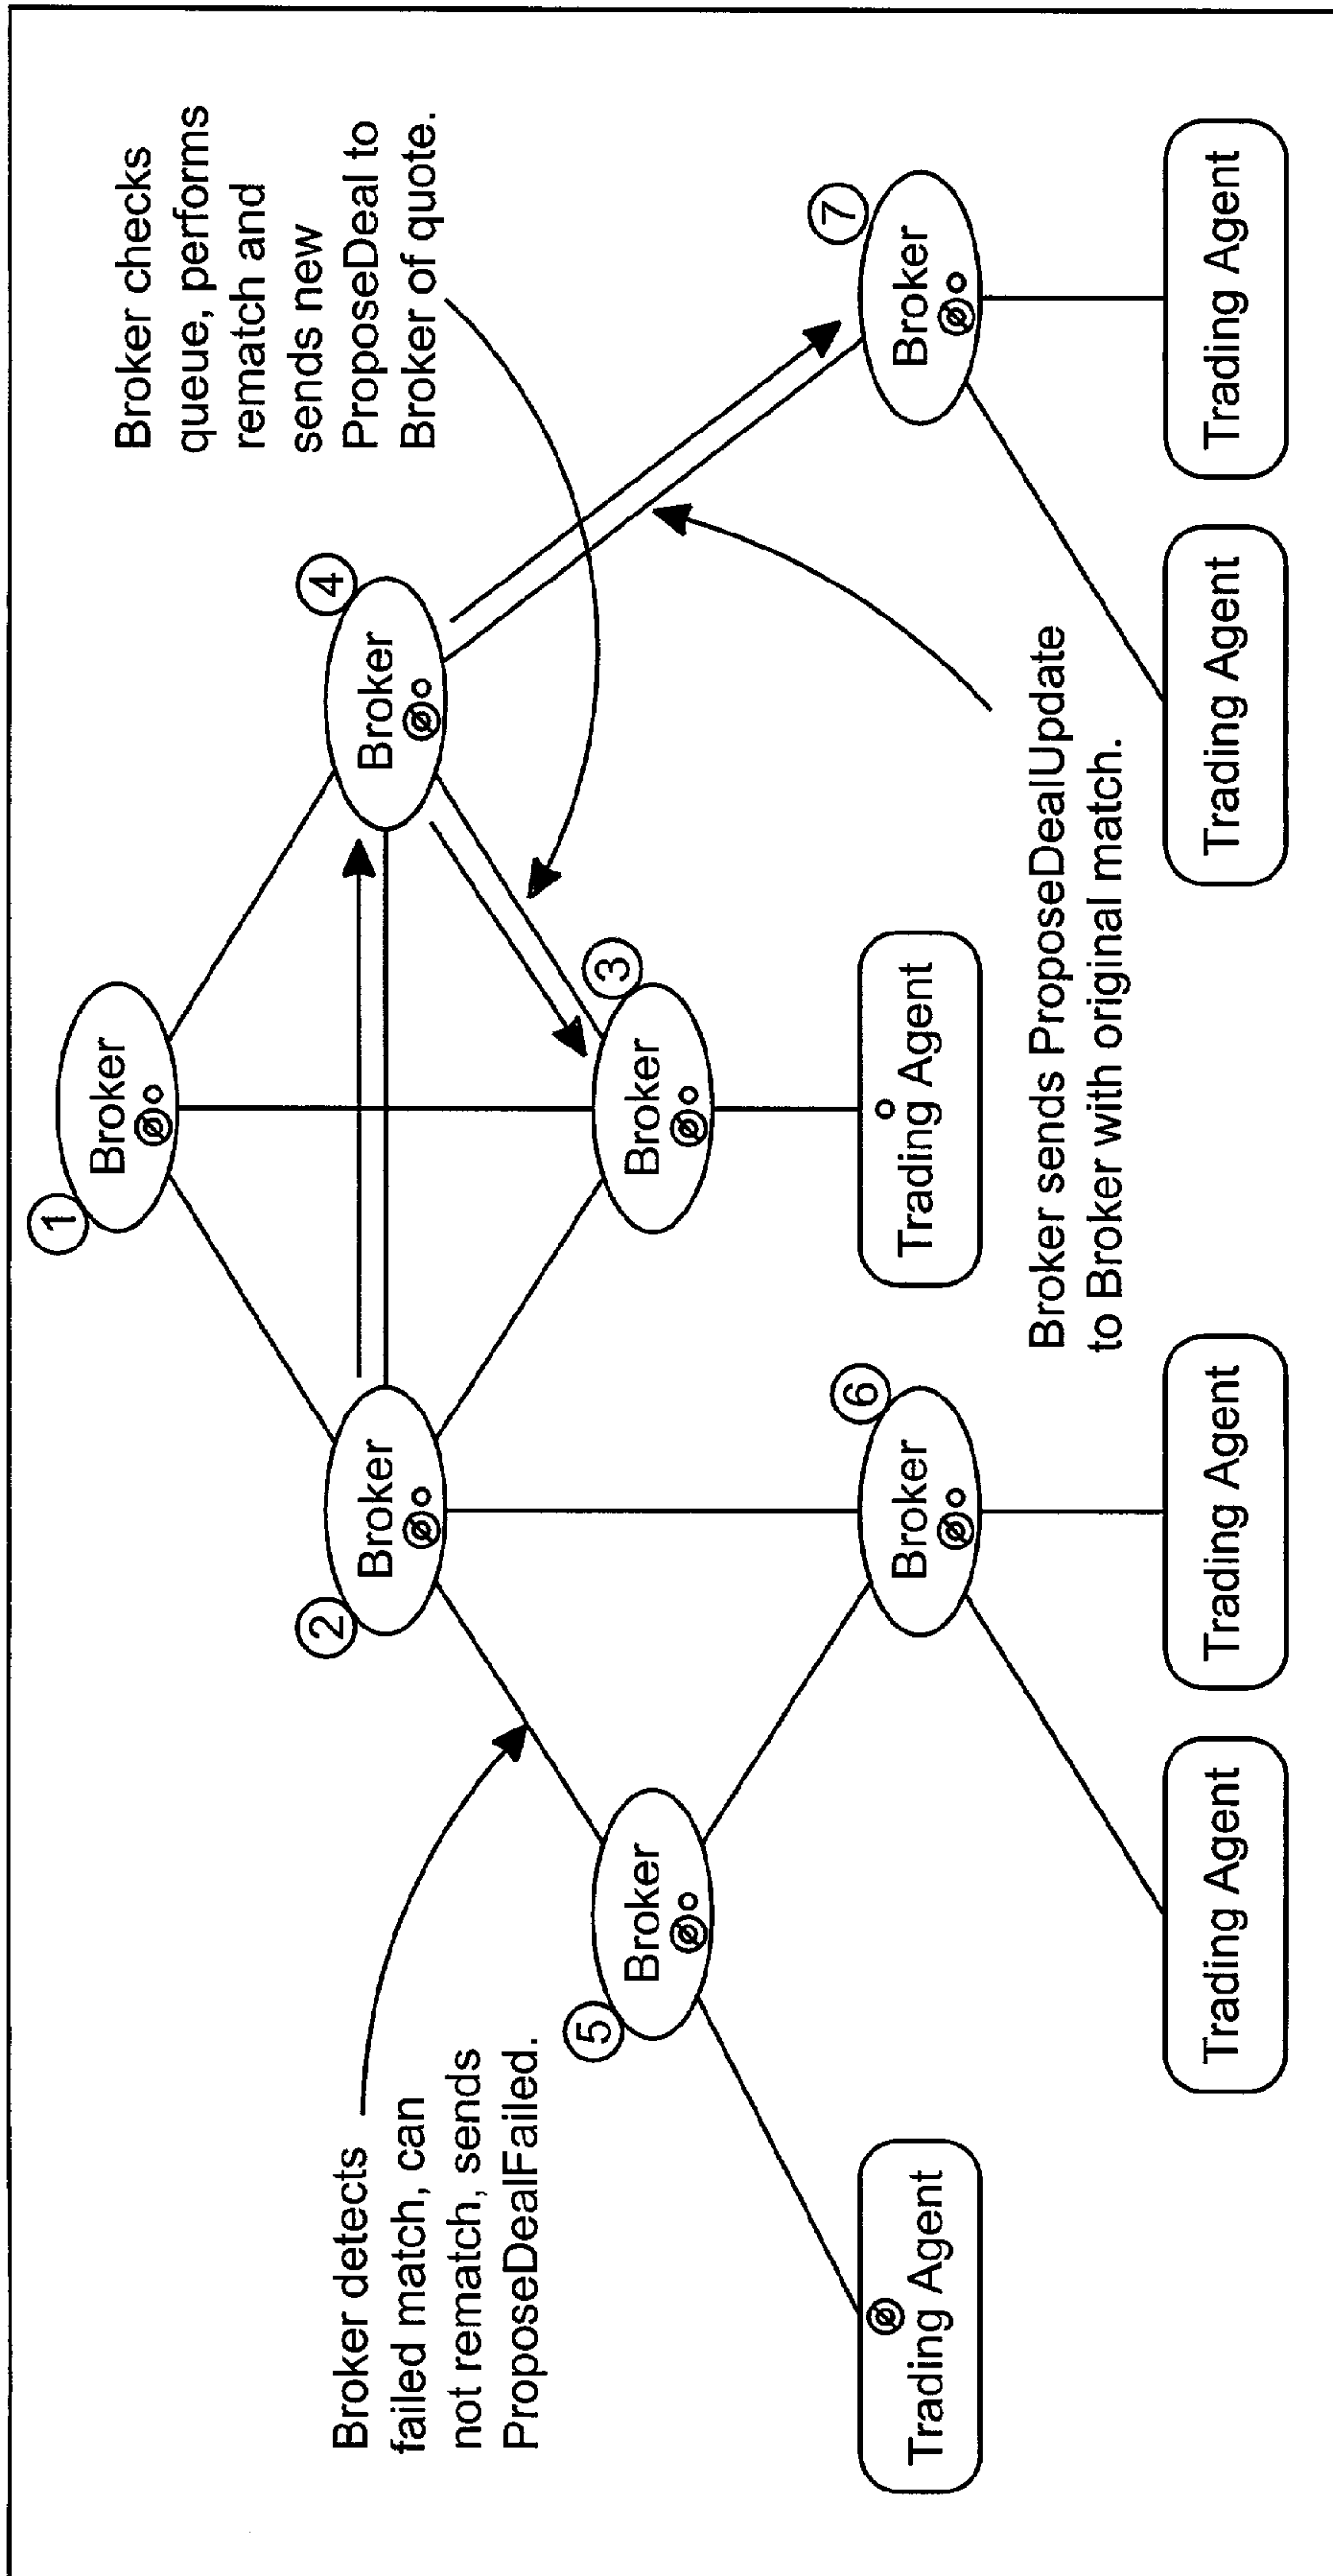 1
Broker
Broker checks
queue, performs
rematch and
sends new
ProposeDeal to
Broker of quote.
2
Broker
4
Broker
Broker detects
failed match, can
not rematch, sends
ProposeDealFailed.
5
Broker
3
Broker
6
Broker
7
Broker
Trading Agent
Trading Agent
Broker sends ProposeDealUpdate
to Broker with original match.
Trading Agent
Trading Agent
Trading Agent
Trading Agent